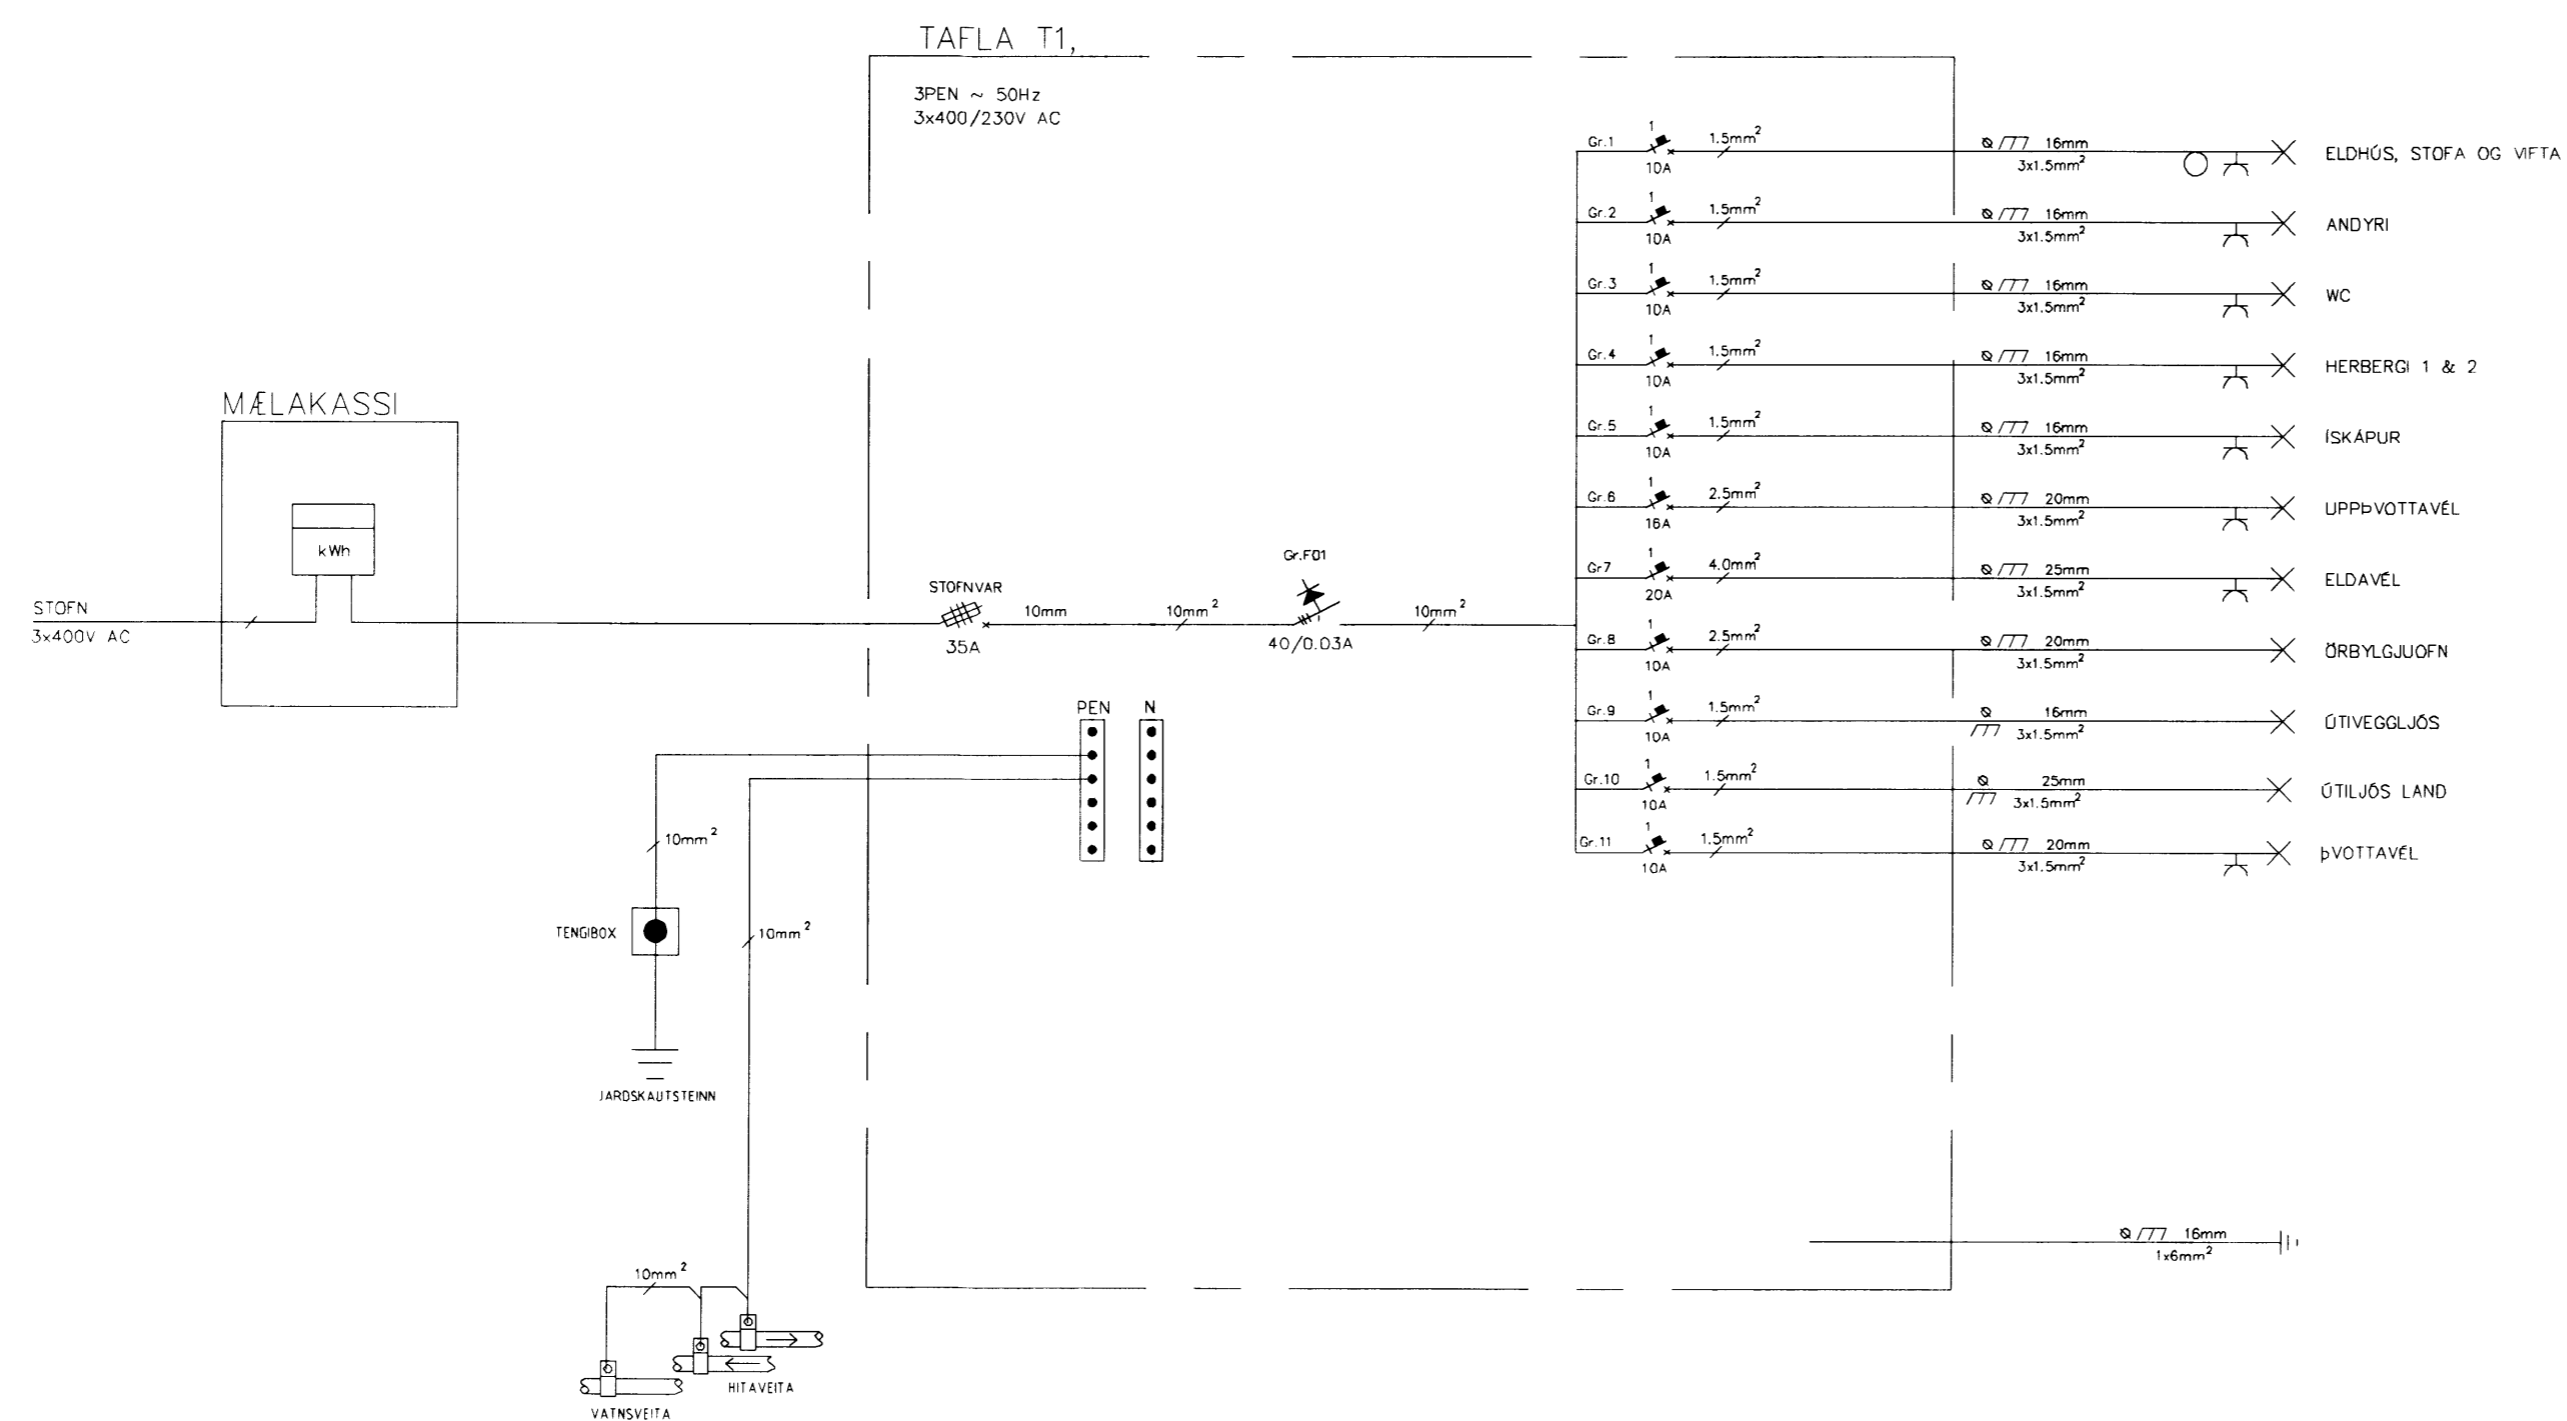 TAFLA T1,
3PEN ~ 50Hz
3x400/230V AC
MÆLAKASSI
kWh
STOFN
3x400V AC
STOFNVAR
35A
10mm
10mm²
Gr.F01
40/0.03A
10mm²
PEN
N
10mm²
TENGIBOX
JARDSKAUTSTEINN
10mm²
10mm²
HITAVEITA
VATNSVEITA
Gr.1 1 10A 1.5mm² Ø 16mm 3x1.5mm² ELDHÚS, STOFA OG VIFTA
Gr.2 1 10A 1.5mm² Ø 16mm 3x1.5mm² ANDYRI
Gr.3 1 10A 1.5mm² Ø 16mm 3x1.5mm² WC
Gr.4 1 10A 1.5mm² Ø 16mm 3x1.5mm² HERBERGI 1 & 2
Gr.5 1 10A 1.5mm² Ø 16mm 3x1.5mm² ÍSKÁPUR
Gr.6 1 16A 2.5mm² Ø 20mm 3x1.5mm² UPPÞVOTTAVÉL
Gr7 1 20A 4.0mm² Ø 25mm 3x1.5mm² ELDAVÉL
Gr.8 1 10A 2.5mm² Ø 20mm 3x1.5mm² ÖRBYLGJUOFN
Gr.9 1 10A 1.5mm² Ø 16mm 3x1.5mm² ÚTIVEGGLJÓS
Gr.10 1 10A 1.5mm² Ø 25mm 3x1.5mm² ÚTILJÓS LAND
Gr.11 1 10A 1.5mm² Ø 20mm 3x1.5mm² ÞVOTTAVÉL
Ø 16mm
1x6mm²